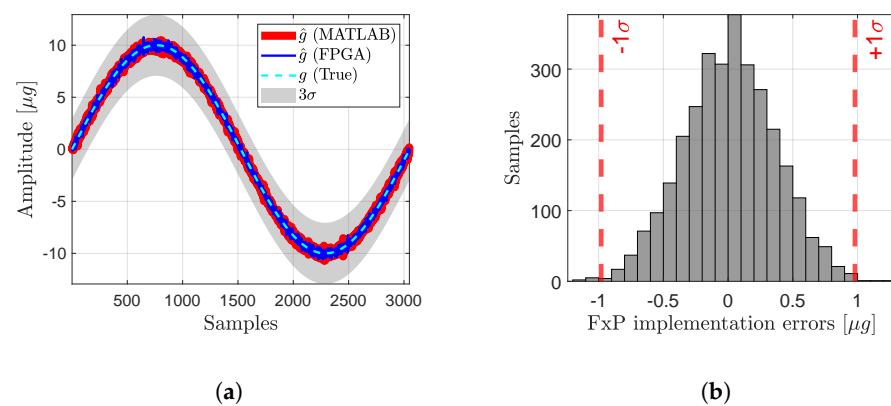 10
5
0
-5
-10
Amplitude [μg]
ĝ (MATLAB)
ĝ (FPGA)
g (True)
3σ
500 1000 1500 2000 2500 3000
Samples
(a)
300
200
100
0
Samples
-1σ
+1σ
-1 -0.5 0 0.5 1
FxP implementation errors [μg]
(b)